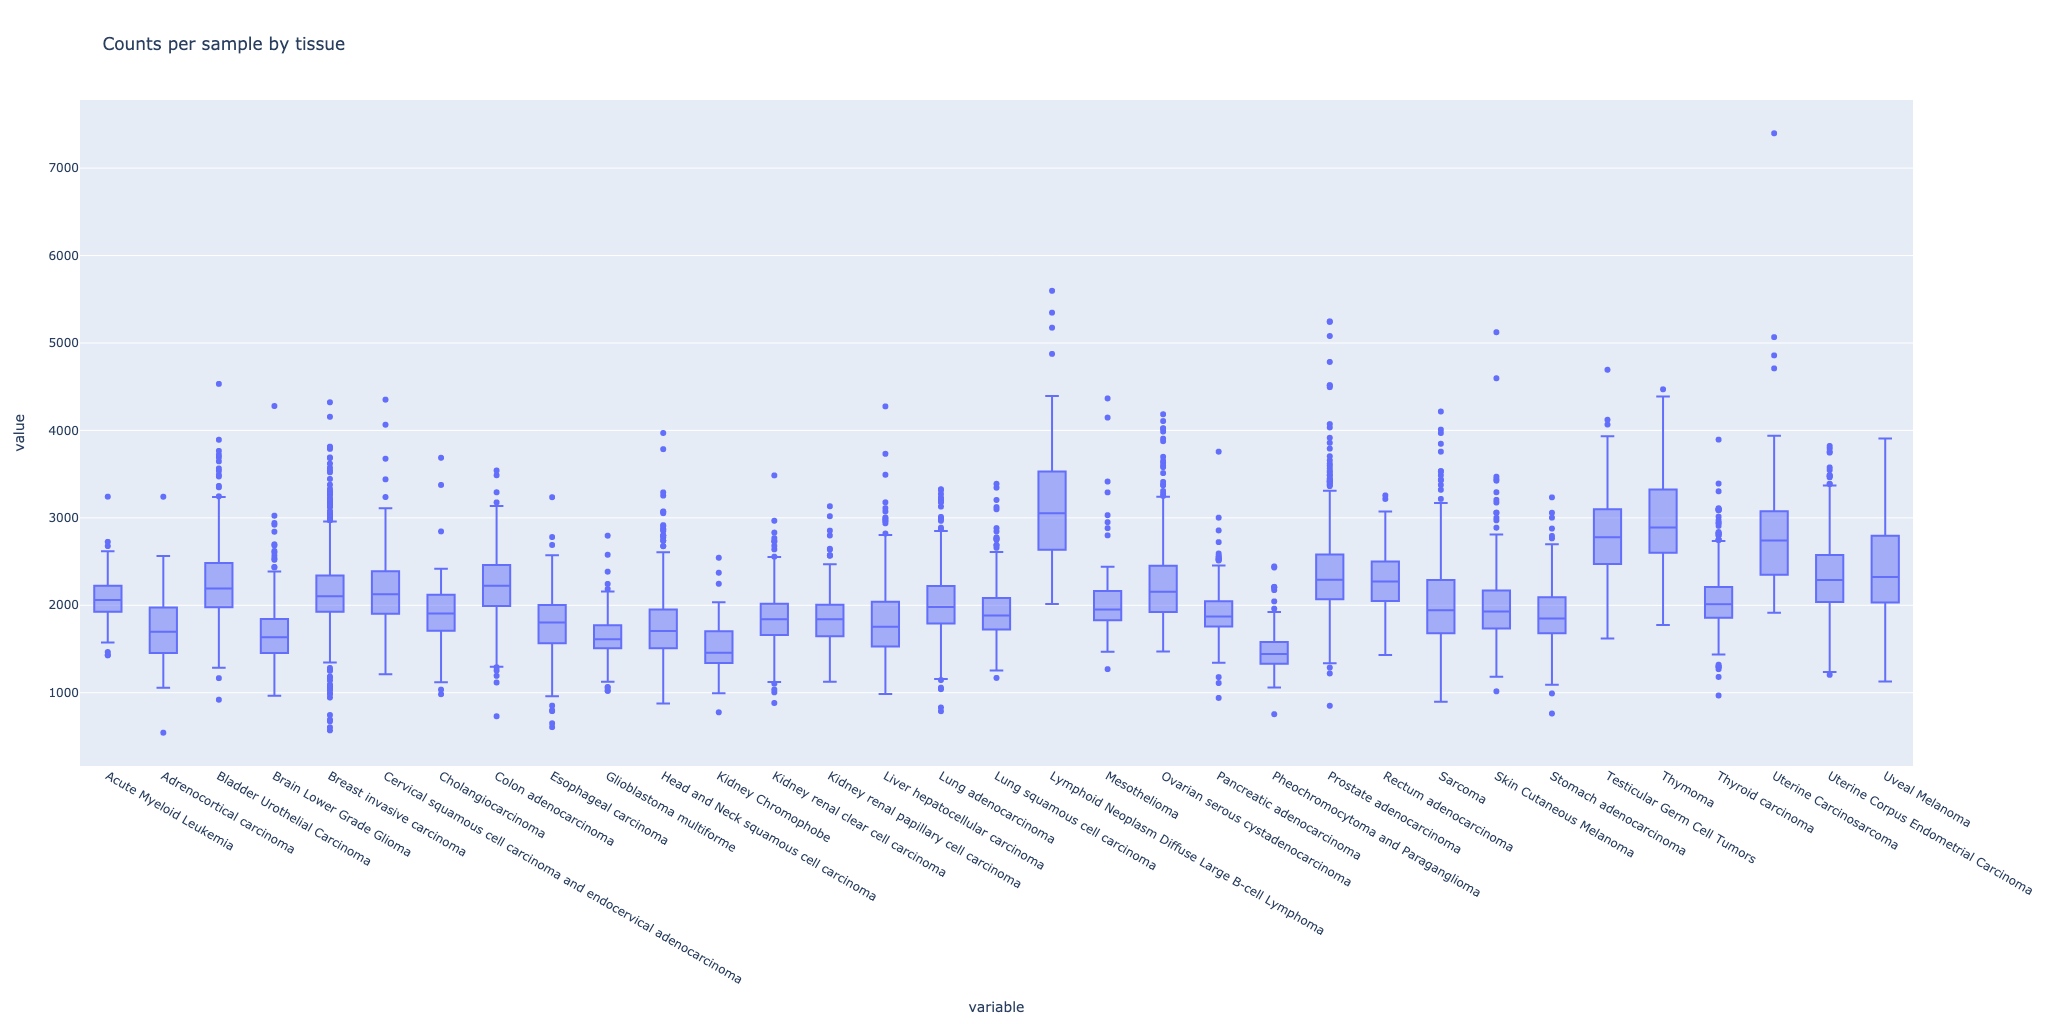 Counts per sample by tissue
value
7000
6000
5000
4000
3000
2000
1000
Acute Myeloid Leukemia
Adrenocortical carcinoma
Bladder Urothelial Carcinoma
Brain Lower Grade Glioma
Breast invasive carcinoma
Cervical squamous cell carcinoma and endocervical adenocarcinoma
Cholangiocarcinoma
Colon adenocarcinoma
Esophageal carcinoma
Glioblastoma multiforme
Head and Neck squamous cell carcinoma
Kidney Chromophobe
Kidney renal clear cell carcinoma
Kidney renal papillary cell carcinoma
Liver hepatocellular carcinoma
Lung adenocarcinoma
Lung squamous cell carcinoma
Lymphoid Neoplasm Diffuse Large B-cell Lymphoma
Mesothelioma
Ovarian serous cystadenocarcinoma
Pancreatic adenocarcinoma
Pheochromocytoma and Paraganglioma
Prostate adenocarcinoma
Rectum adenocarcinoma
Sarcoma
Skin Cutaneous Melanoma
Stomach adenocarcinoma
Testicular Germ Cell Tumors
Thymoma
Thyroid carcinoma
Uterine Carcinosarcoma
Uterine Corpus Endometrial Carcinoma
Uveal Melanoma
variable